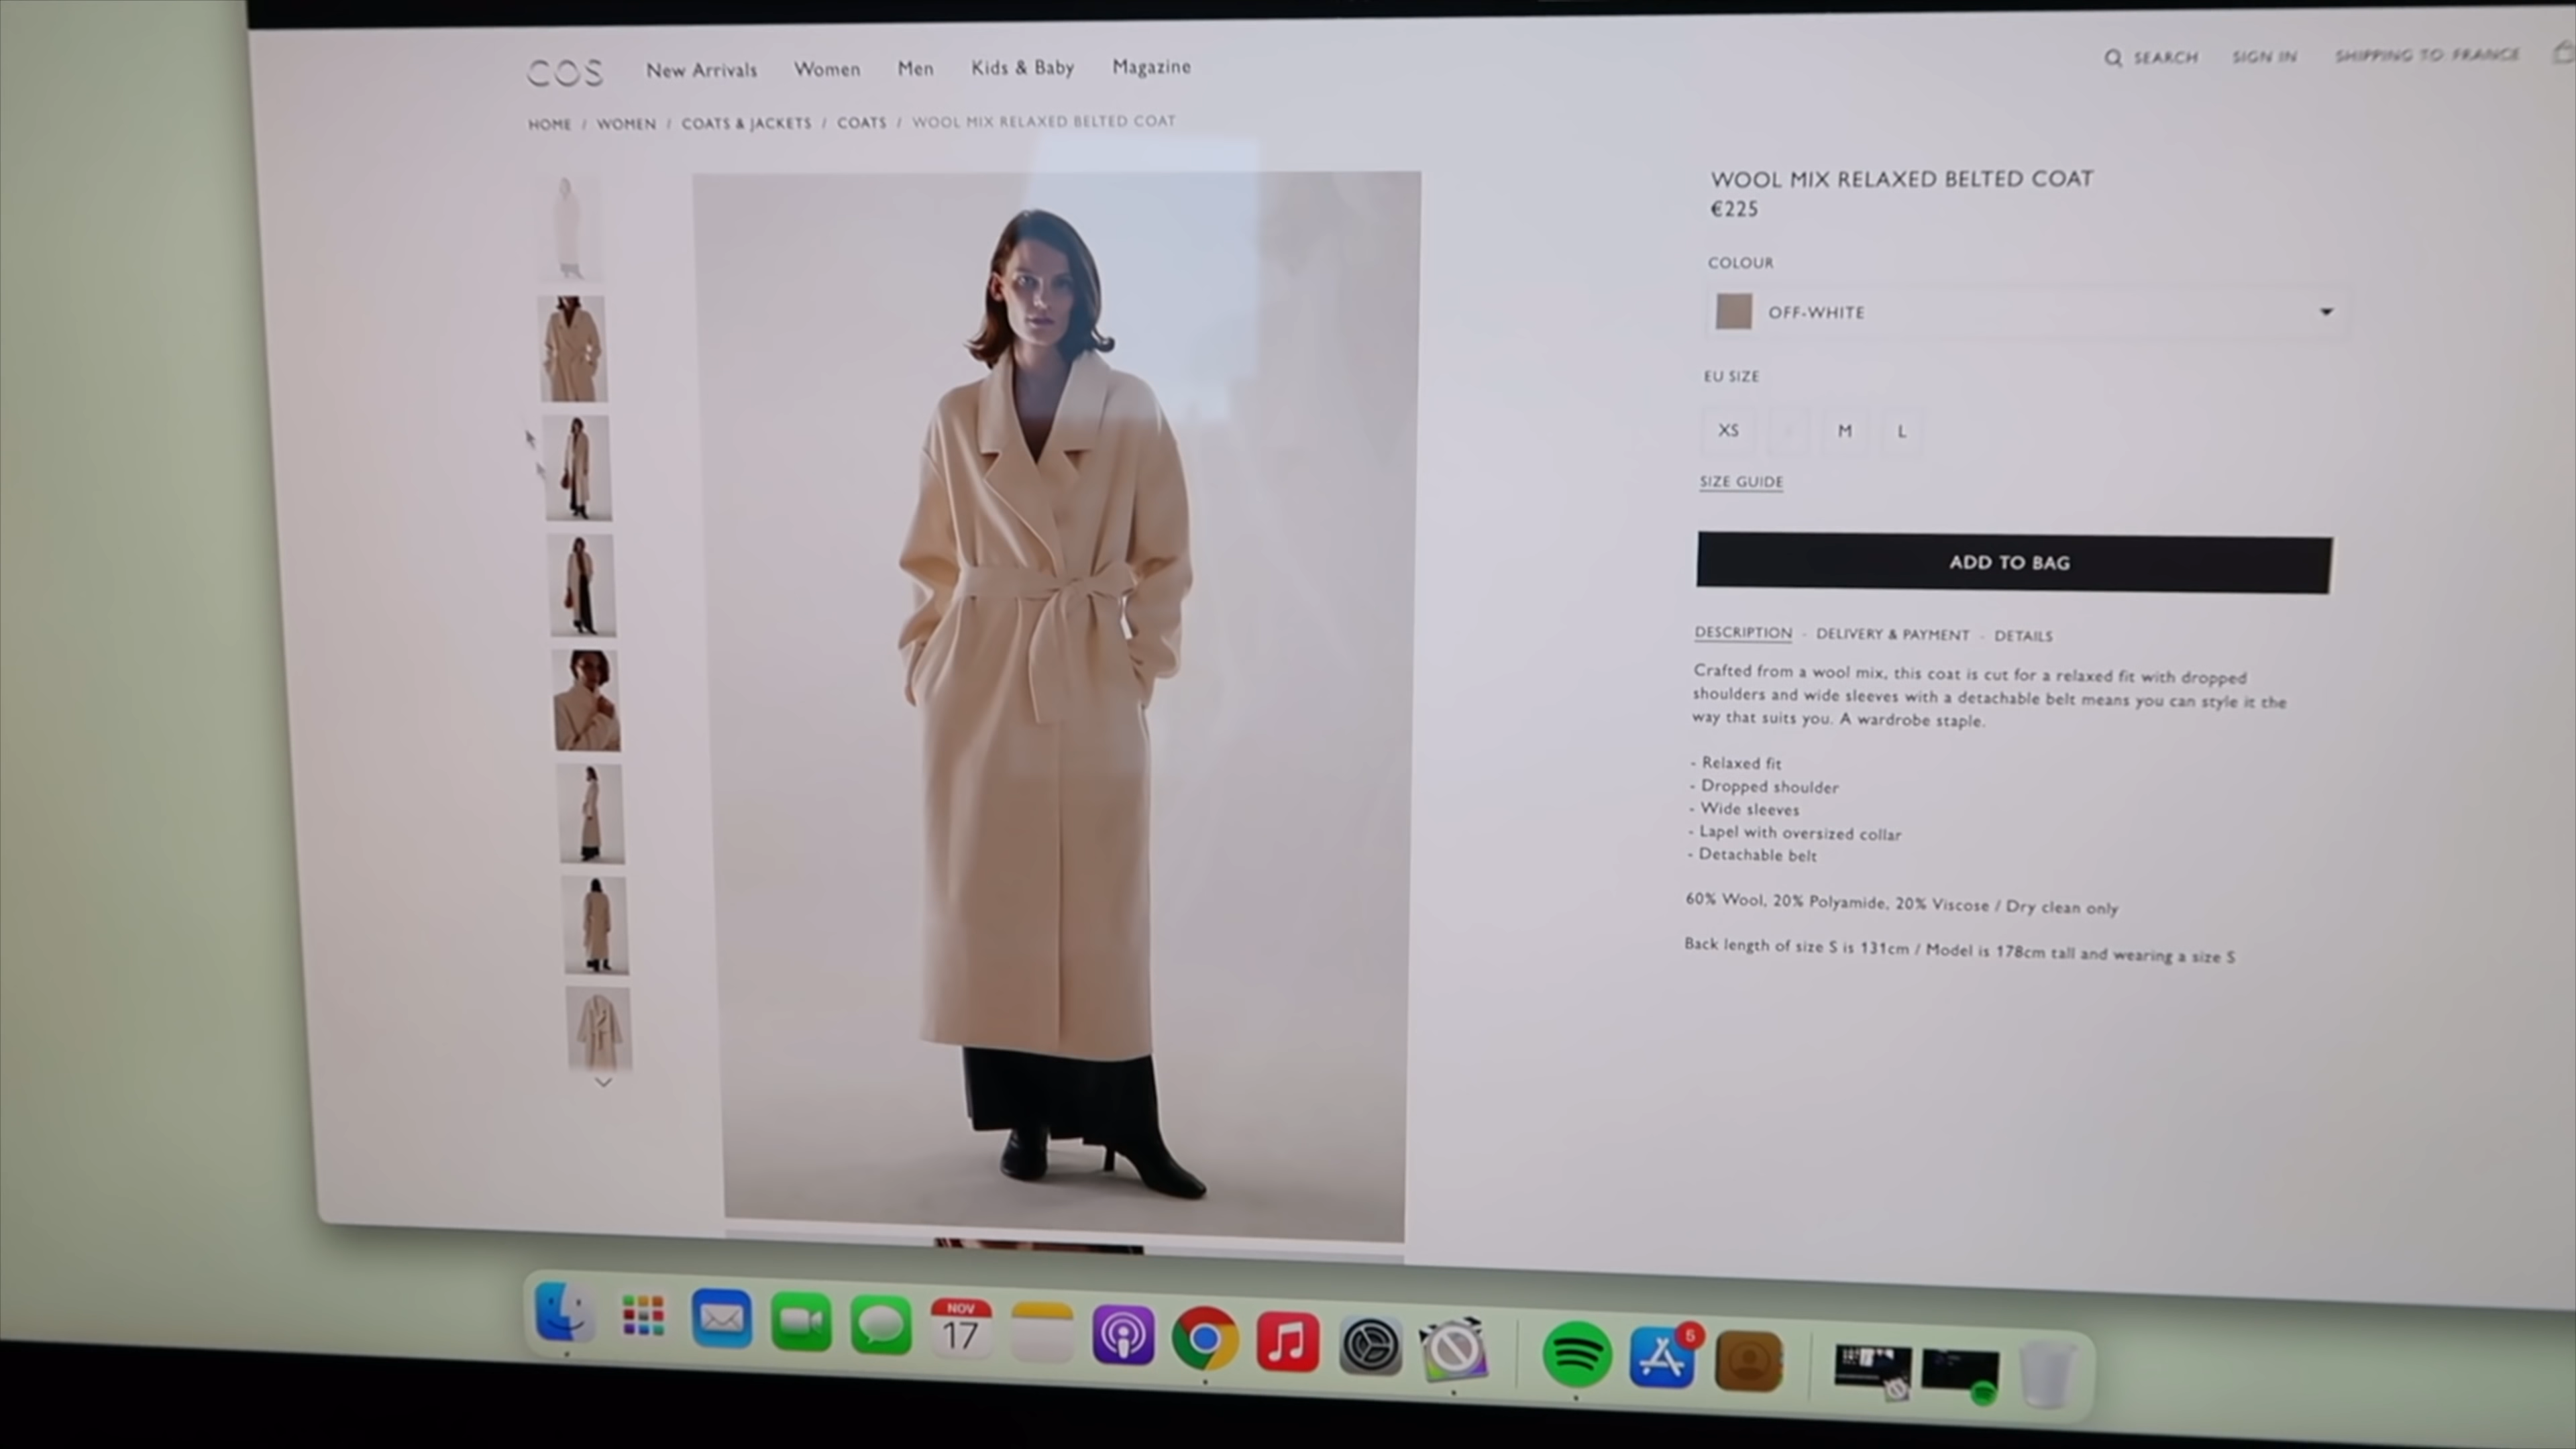 COS New Arrivals Women Men Kids & Baby Magazine
SEARCH SIGN IN SHIPPING TO FRANCE
HOME / WOMEN / COATS & JACKETS / COATS / WOOL MIX RELAXED BELTED COAT
WOOL MIX RELAXED BELTED COAT
€225
COLOUR
OFF-WHITE
EU SIZE
XS M L
SIZE GUIDE
ADD TO BAG
DESCRIPTION - DELIVERY & PAYMENT - DETAILS
Crafted from a wool mix, this coat is cut for a relaxed fit with dropped
shoulders and wide sleeves with a detachable belt means you can style it the
way that suits you. A wardrobe staple.
- Relaxed fit
- Dropped shoulder
- Wide sleeves
- Lapel with oversized collar
- Detachable belt
60% Wool, 20% Polyamide, 20% Viscose / Dry clean only
Back length of size S is 131cm / Model is 178cm tall and wearing a size S
NOV
17
5